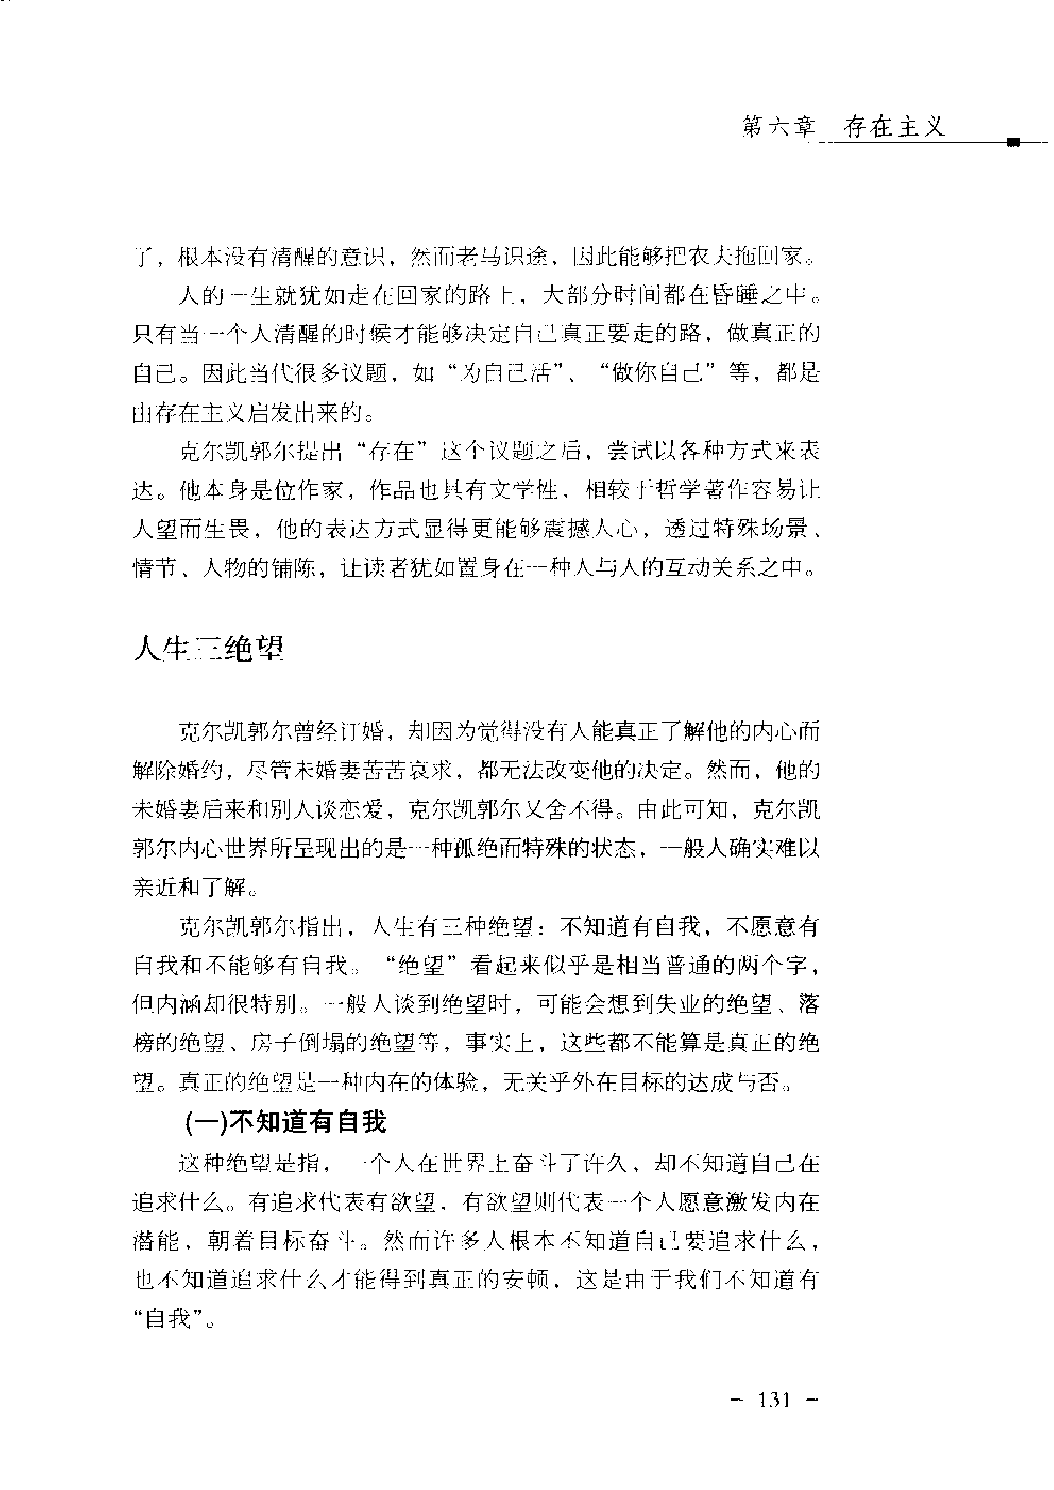 第六章 存在主义
了，根本没有清醒的意识，然而老马识途，因此能够把农夫拖回家。
人的一生就犹如走在回家的路上，大部分时间都在昏睡之中。
只有当一个人清醒的时候才能够决定自己真正要走的路，做真正的
自己。因此当代很多议题，如“为自己活”、“做你自己”等，都是
由存在主义启发出来的。
克尔凯郭尔提出“存在”这个议题之后，尝试以各种方式来表
达。他本身是位作家，作品也具有文学性，相较于哲学著作容易让
人望而生畏，他的表达方式显得更能够震撼人心，透过特殊场景、
情节、人物的铺陈，让读者犹如置身在一种人与人的互动关系之中。
人生三绝望
克尔凯郭尔曾经订婚，却因为觉得没有人能真正了解他的内心而
解除婚约，尽管未婚妻苦苦哀求，都无法改变他的决定。然而，他的
未婚妻后来和别人谈恋爱，克尔凯郭尔又舍不得。由此可知，克尔凯
郭尔内心世界所呈现出的是一种孤绝而特殊的状态，一般人确实难以
亲近和了解。
克尔凯郭尔指出，人生有三种绝望：不知道有自我，不愿意有
自我和不能够有自我。“绝望”看起来似乎是相当普通的两个字，
但内涵却很特别。一般人谈到绝望时，可能会想到失业的绝望、落
榜的绝望、房子倒塌的绝望等，事实上，这些都不能算是真正的绝
望。真正的绝望是一种内在的体验，无关乎外在目标的达成与否。
(一)不知道有自我
这种绝望是指，一个人在世界上奋斗了许久，却不知道自己在
追求什么。有追求代表有欲望，有欲望则代表一个人愿意激发内在
潜能，朝着目标奋斗。然而许多人根本不知道自己要追求什么，
也不知道追求什么才能得到真正的安顿，这是由于我们不知道有
“自我”。
- 131 -